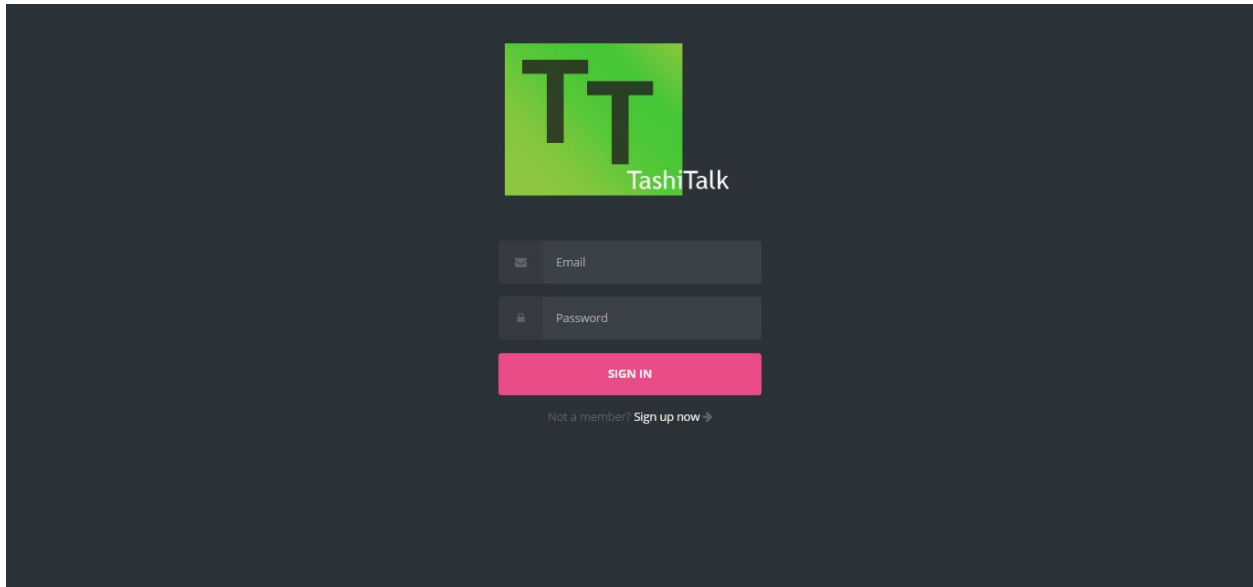 TT
TashiTalk
Email
Password
SIGN IN
Not a member? Sign up now